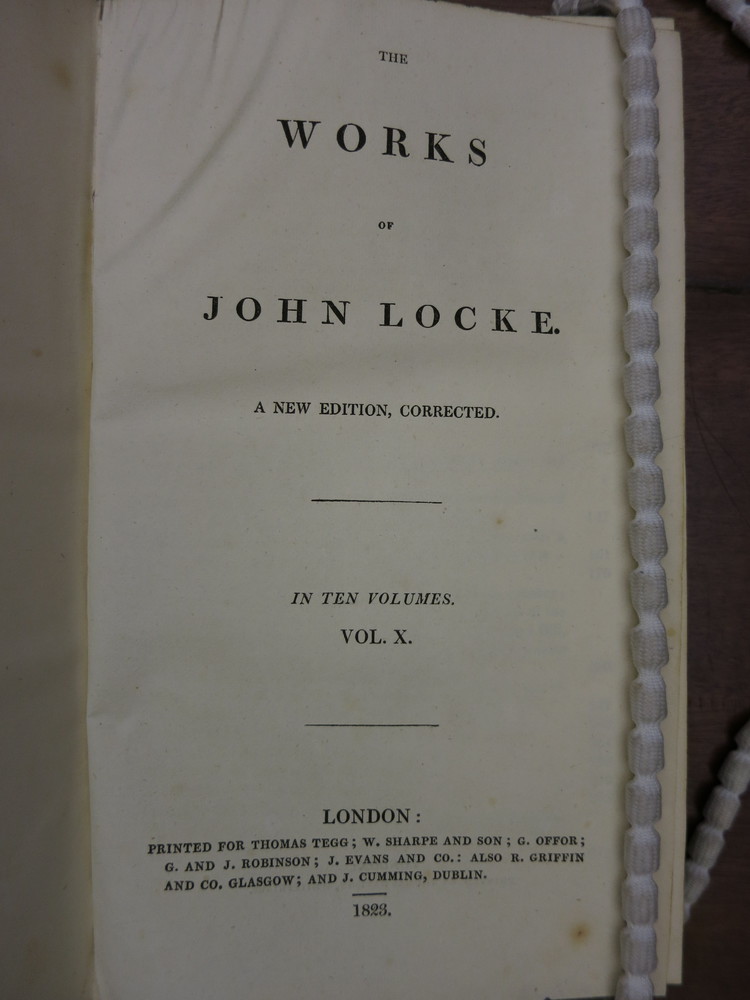 THE
WORKS
OF
JOHN LOCKE.
A NEW EDITION, CORRECTED.
IN TEN VOLUMES.
VOL. X.
LONDON:
PRINTED FOR THOMAS TEGG; W. SHARPE AND SON; G. OFFOR;
G. AND J. ROBINSON; J. EVANS AND CO.: ALSO R. GRIFFIN
AND CO. GLASGOW; AND J. CUMMING, DUBLIN.
1823.